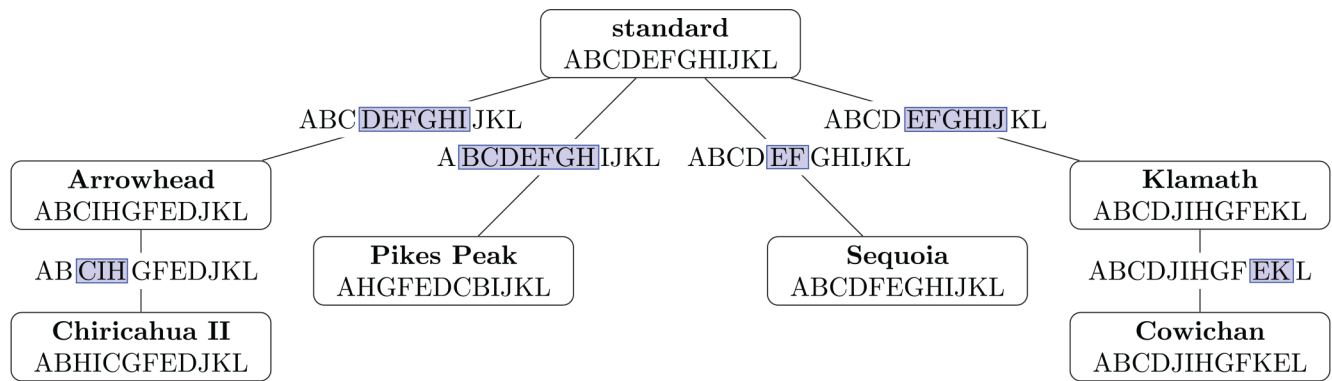 standard
ABCDEFGHIJKL
ABCDEFGHIJKL
ABCDEFGHIJKL
ABCDEFGHIJKL
ABCDEFGHIJKL
Arrowhead
ABCIHGFEDJKL
Klamath
ABCDJIHGFEKL
Pikes Peak
AHGFEDCBIJKL
Sequoia
ABCDFEGHIJKL
ABCIHGFEDJKL
ABCDJIHGFEKL
Chiricahua II
ABHICGFEDJKL
Cowichan
ABCDJIHGFKEL